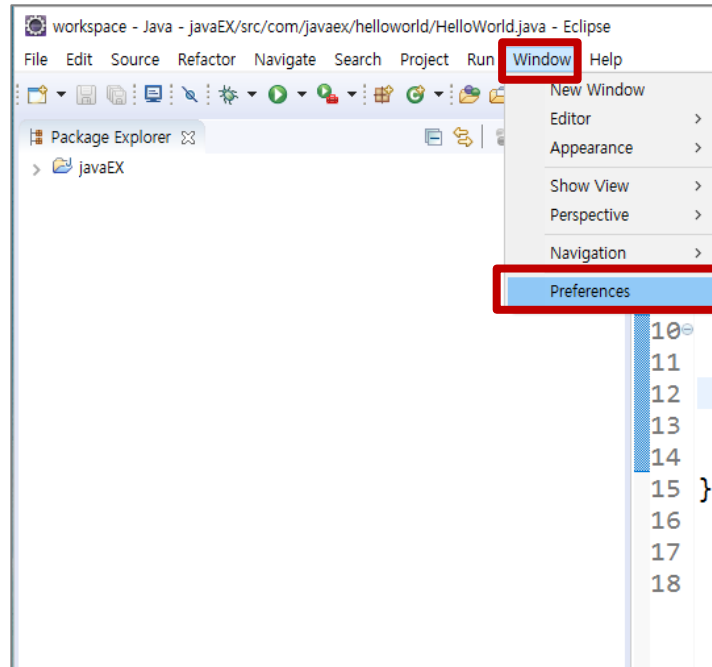 workspace - Java - javaEX/src/com/javaex/helloworld/HelloWorld.java - Eclipse
File Edit Source Refactor Navigate Search Project Run Window Help
Package Explorer
javaEX
New Window
Editor
Appearance
Show View
Perspective
Navigation
Preferences
10
11
12
13
14
15 }
16
17
18